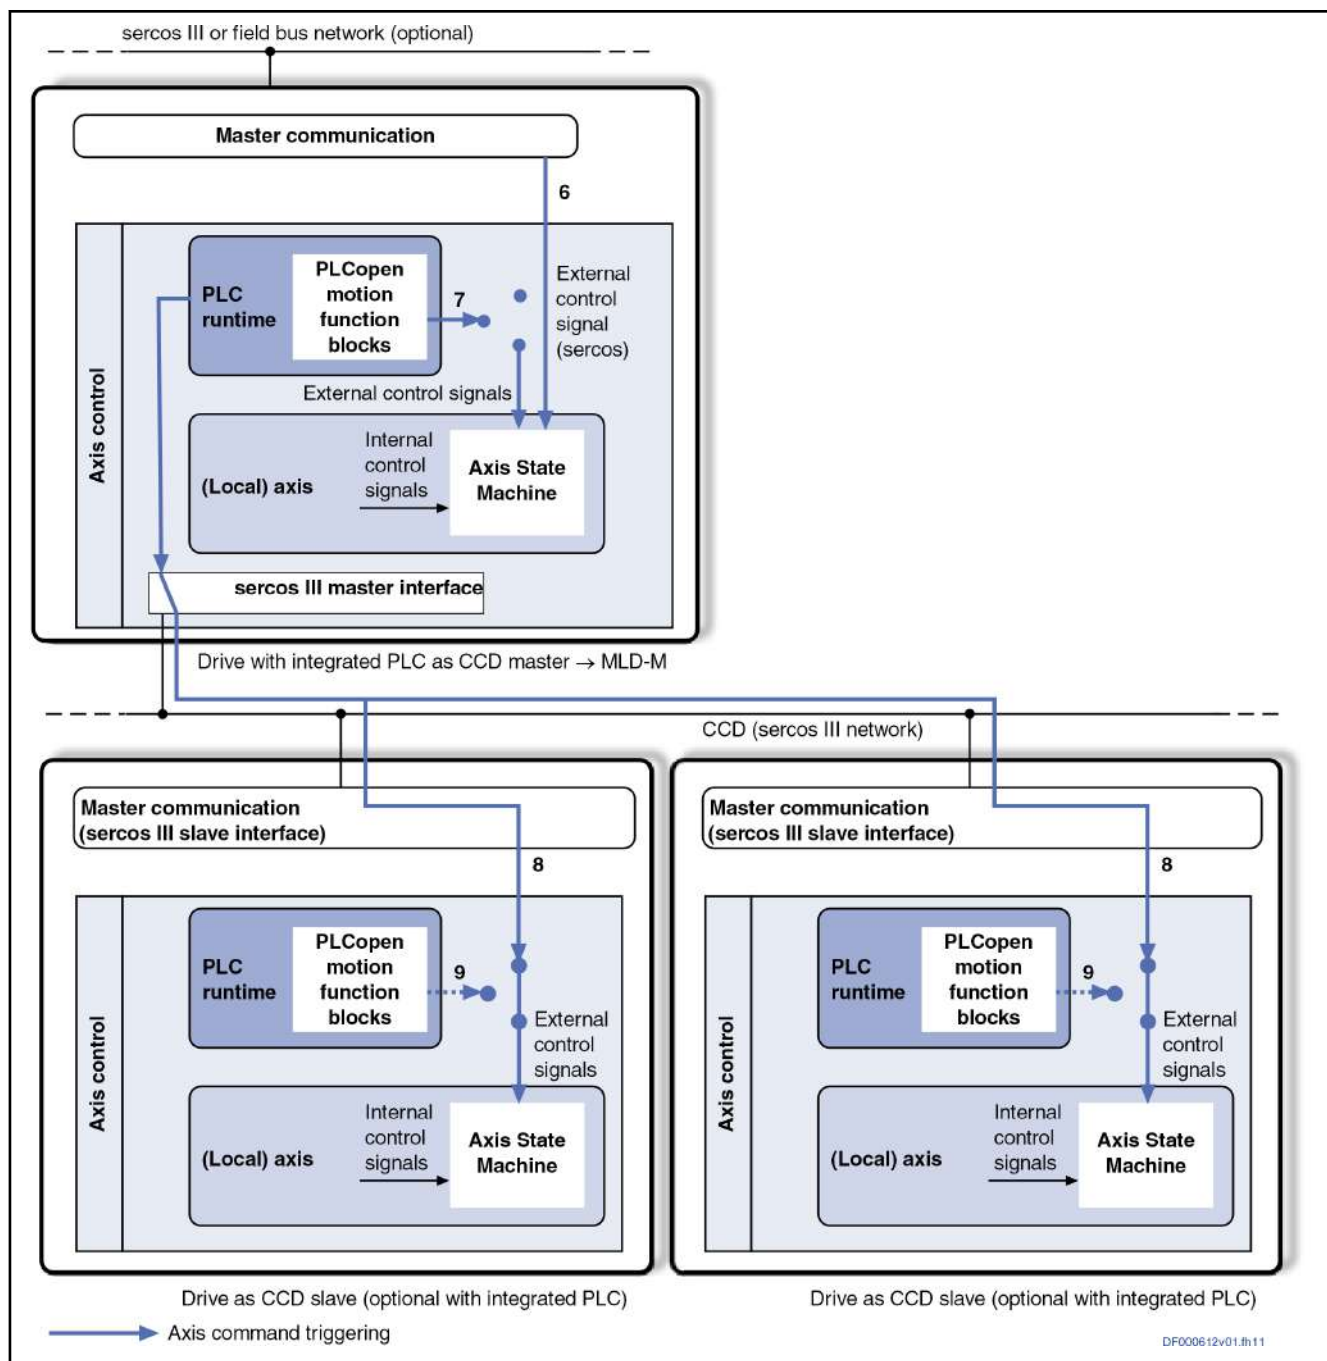 sercos III or field bus network (optional)
Master communication
6
PLC
runtime
PLCopen
motion
function
blocks
7
External
control
signal
(sercos)
External control signals
Axis control
(Local) axis
Internal
control
signals
Axis State
Machine
sercos III master interface
Drive with integrated PLC as CCD master → MLD-M
CCD (sercos III network)
Master communication
(sercos III slave interface)
8
PLC
runtime
PLCopen
motion
function
blocks
9
External
control
signals
Axis control
(Local) axis
Internal
control
signals
Axis State
Machine
Drive as CCD slave (optional with integrated PLC)
Master communication
(sercos III slave interface)
8
PLC
runtime
PLCopen
motion
function
blocks
9
External
control
signals
Axis control
(Local) axis
Internal
control
signals
Axis State
Machine
Drive as CCD slave (optional with integrated PLC)
Axis command triggering
DF000612v01.fh11